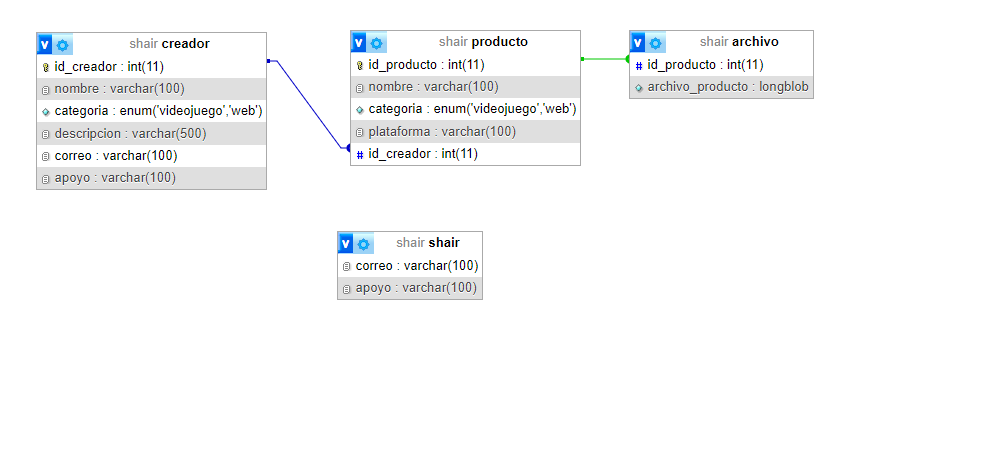 v shair creador
id_creador : int(11)
nombre : varchar(100)
categoria : enum('videojuego','web')
descripcion : varchar(500)
correo : varchar(100)
apoyo : varchar(100)
v shair producto
id_producto : int(11)
nombre : varchar(100)
categoria : enum('videojuego','web')
plataforma : varchar(100)
# id_creador : int(11)
v shair archivo
# id_producto : int(11)
archivo_producto : longblob
v shair shair
correo : varchar(100)
apoyo : varchar(100)